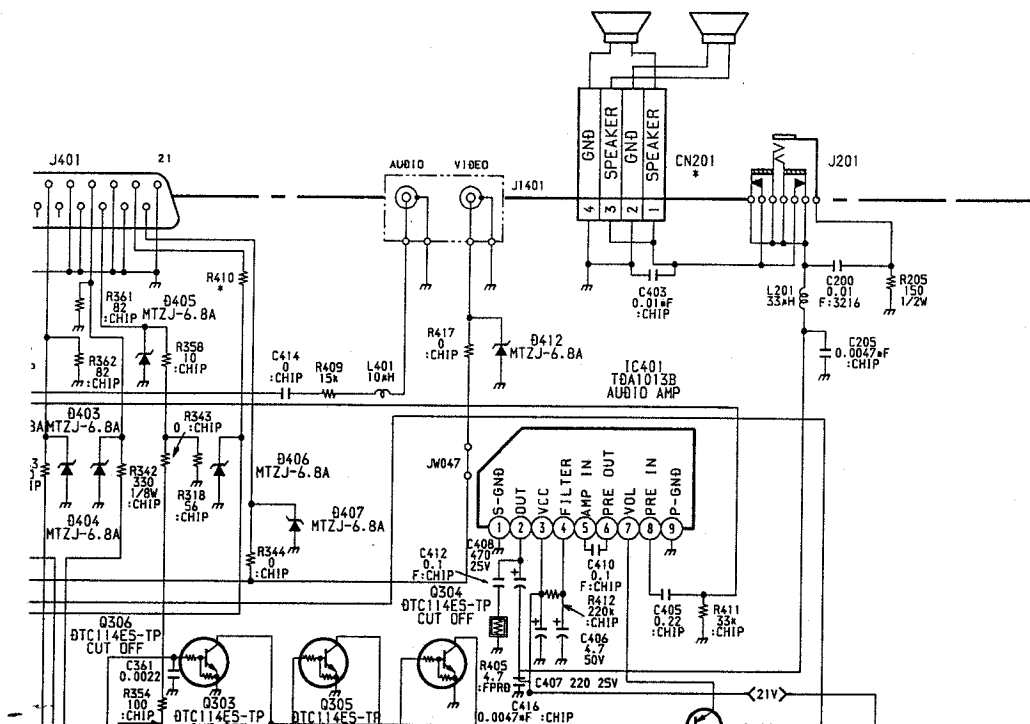 J401
21
AUDIO
VIDEO
J1401
GND
SPEAKER
GND
SPEAKER
4
3
2
1
CN201
*
J201
R410
*
C403
0.01мF
:CHIP
L201
33мH
C200
0.01
F:3216
R205
150
1/2W
R361
82
:CHIP
D405
MTZJ-6.8A
R362
82
:CHIP
R358
10
:CHIP
C414
0
:CHIP
R409
15k
L401
10мH
R417
0
:CHIP
D412
MTZJ-6.8A
C205
0.0047мF
:CHIP
IC401
TDA1013B
AUDIO AMP
D403
MTZJ-6.8A
R343
0 :CHIP
R342
330
1/8W
:CHIP
R318
56
:CHIP
D406
MTZJ-6.8A
D407
MTZJ-6.8A
D404
MTZJ-6.8A
R344
0
:CHIP
JW047
S-GND
OUT
VCC
FILTER
AMP IN
PRE OUT
VOL
PRE IN
P-GND
1
2
3
4
5
6
7
8
9
C408
470
25V
C412
0.1
F:CHIP
C410
0.1
F:CHIP
R412
220k
:CHIP
C406
4.7
50V
C405
0.22
:CHIP
R411
33k
:CHIP
Q304
DTC114ES-TP
CUT OFF
Q306
DTC114ES-TP
CUT OFF
C361
0.0022
R354
100
:CHIP
Q303
DTC114ES-TP
Q305
DTC114ES-TP
R405
4.7
:FPRD
C407 220 25V
C416
0.0047мF :CHIP
21V